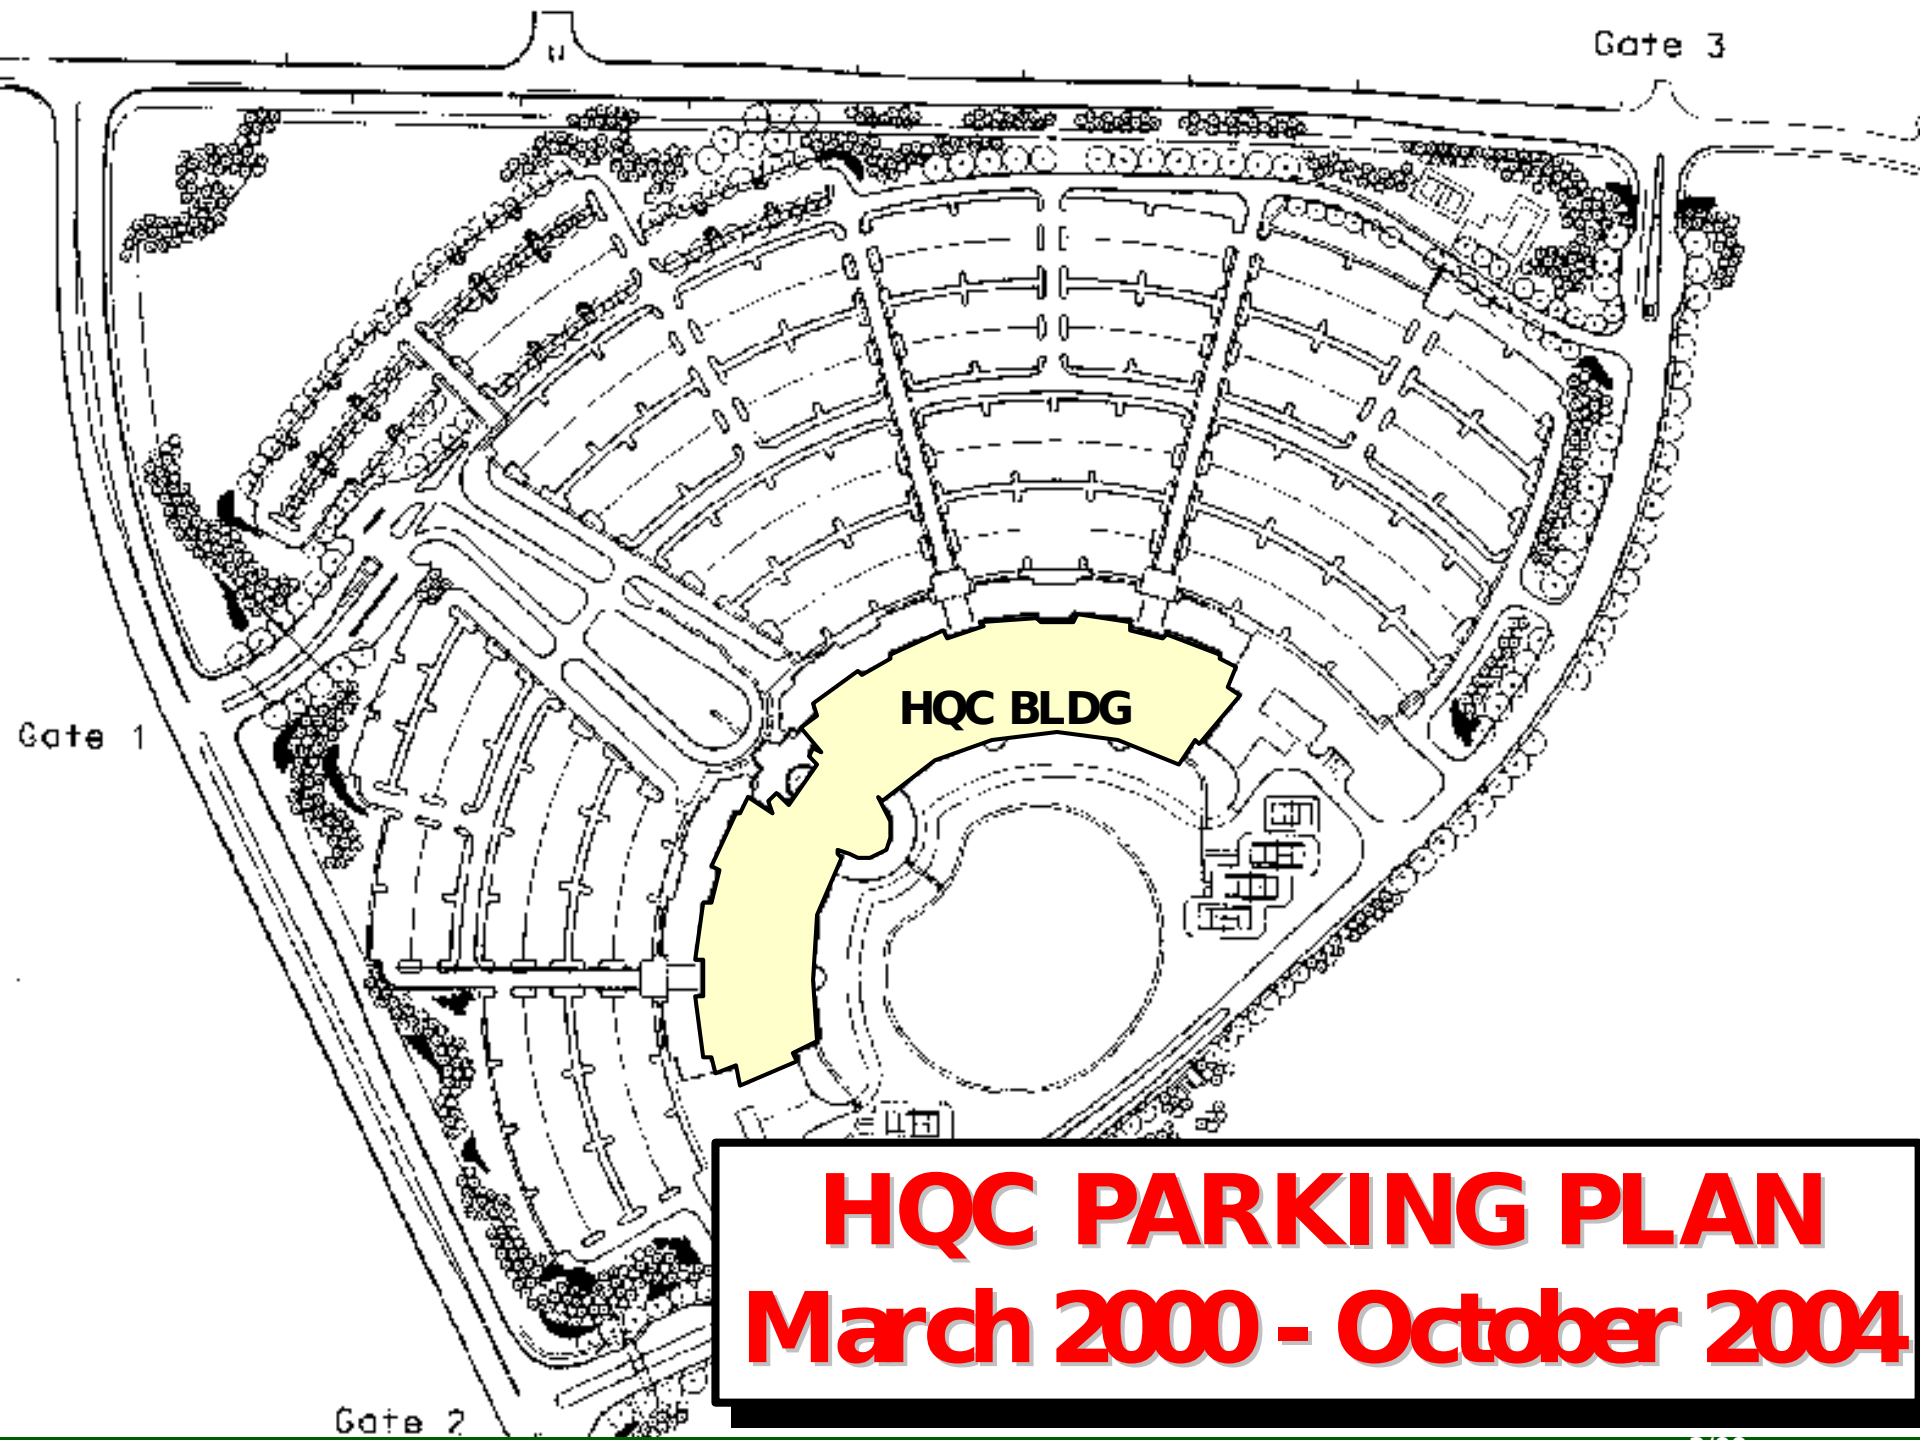 Gate 3
HQC BLDG
Gate 1
HQC PARKING PLAN
March 2000 - October 2004
Gate 2